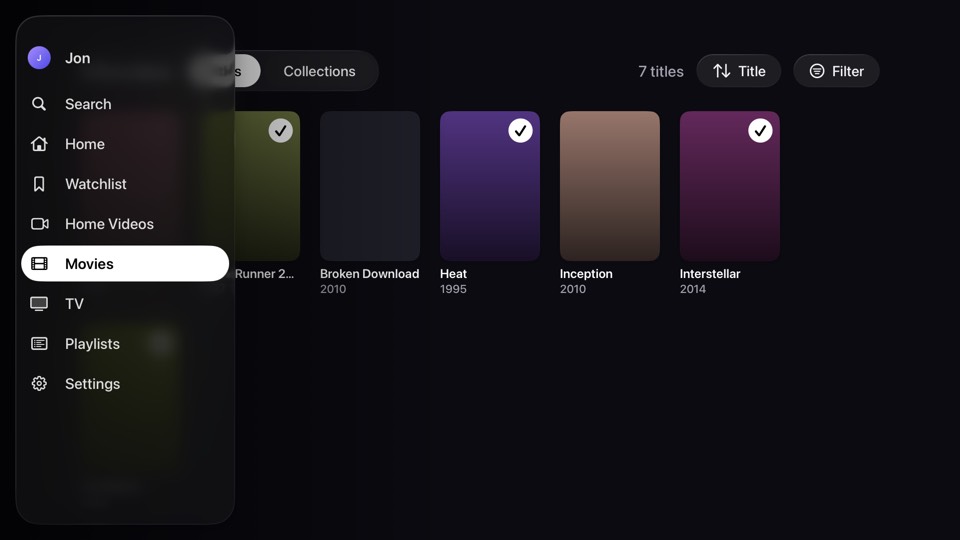 J
Jon
Search
Home
Watchlist
Home Videos
Movies
TV
Playlists
Settings
Collections
7 titles
Title
Filter
Runner 2...
Broken Download
2010
Heat
1995
Inception
2010
Interstellar
2014